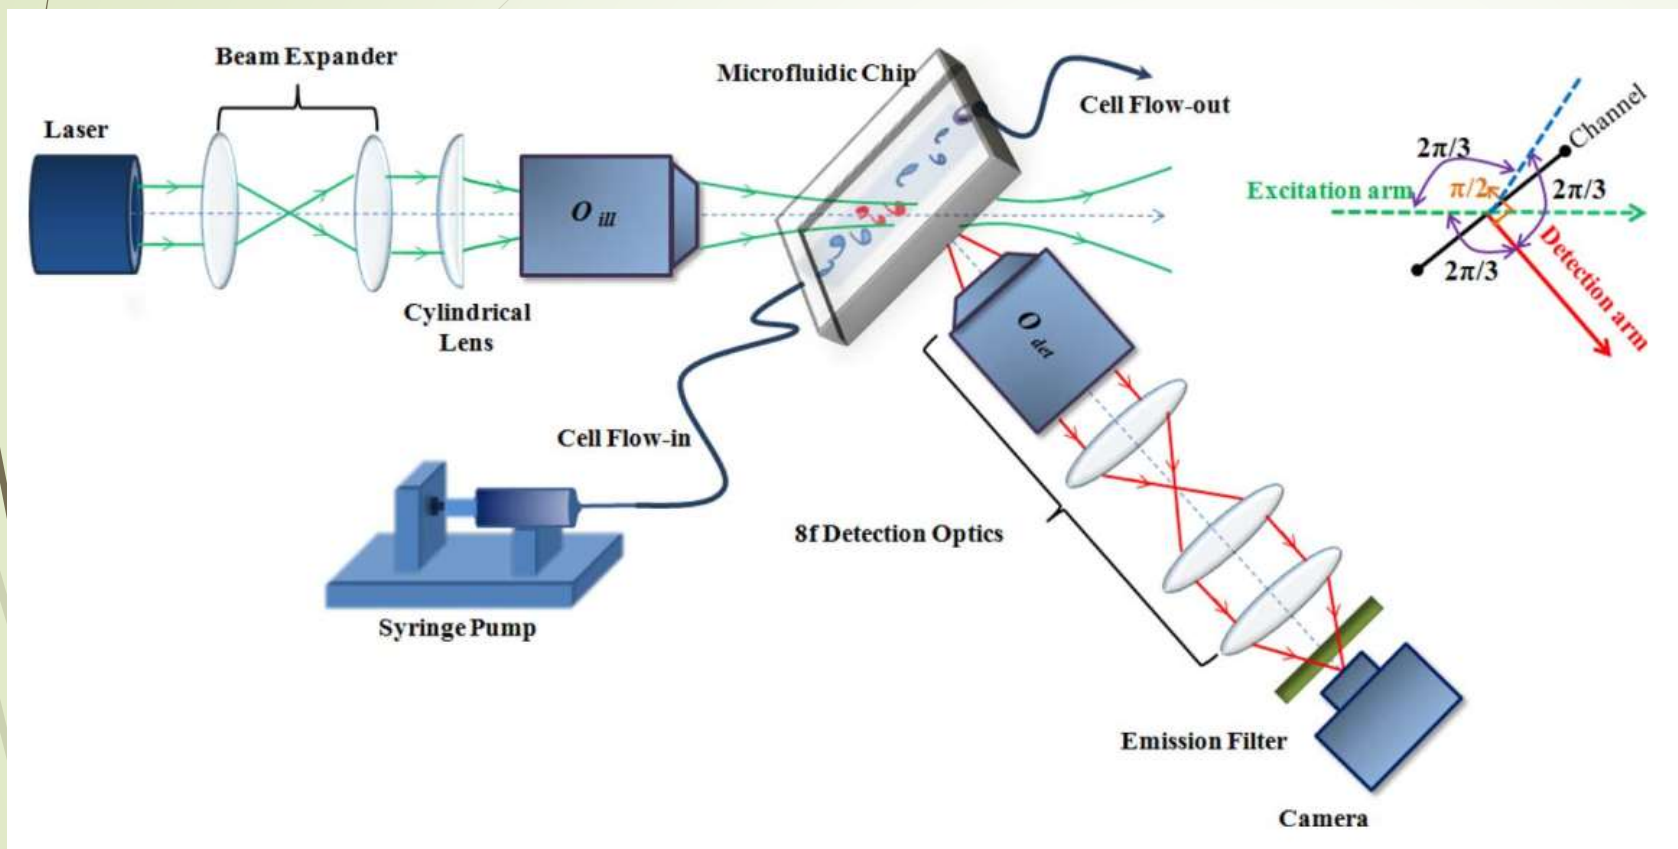 Beam Expander
Laser
Microfluidic Chip
Cell Flow-out
O ill
Cylindrical
Lens
O det
Cell Flow-in
8f Detection Optics
Syringe Pump
Emission Filter
Camera
Channel
2π/3
Excitation arm
π/2
2π/3
2π/3
Detection arm